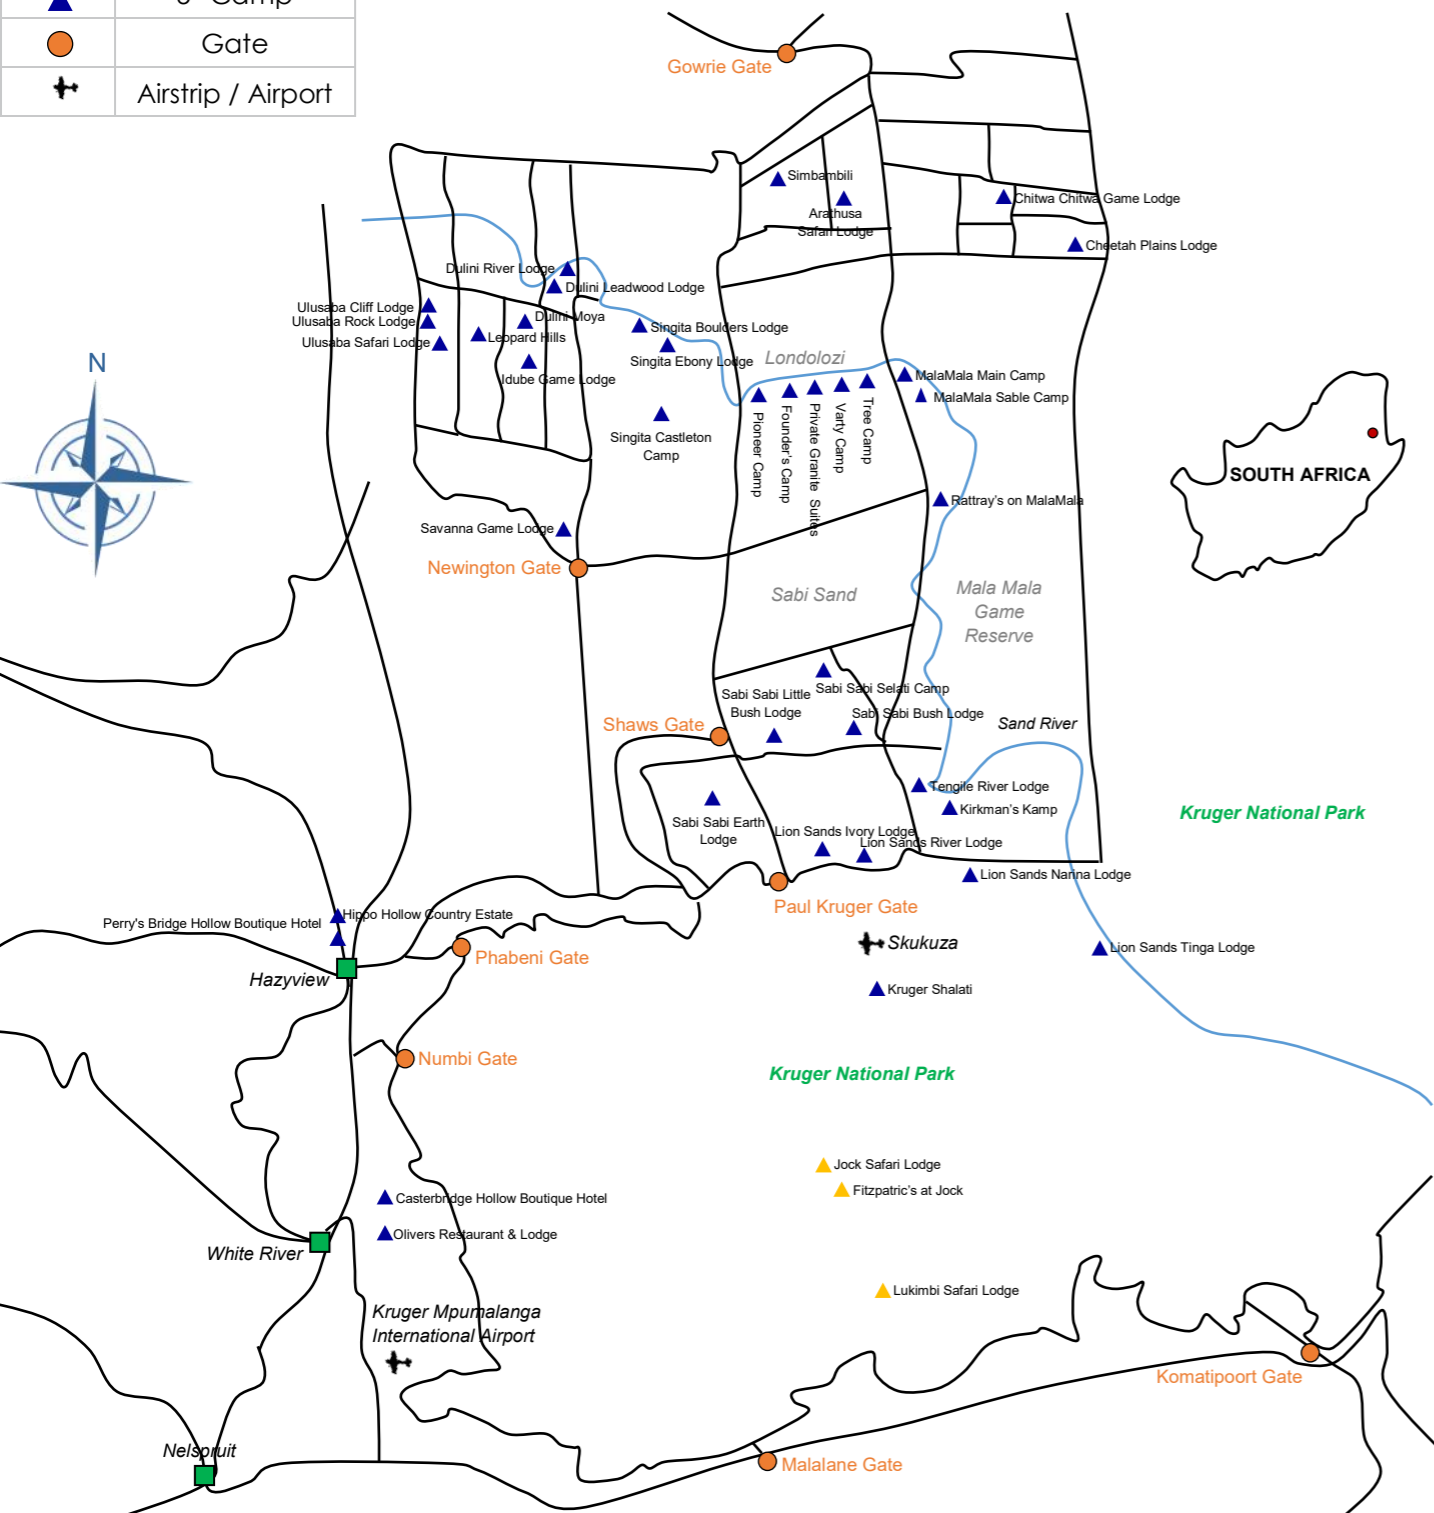 Camp
Gate
Airstrip / Airport
Gowrie Gate
Simbambili
Arathusa
Safari Lodge
Chitwa Chitwa Game Lodge
Cheetah Plains Lodge
Dulini River Lodge
Dulini Leadwood Lodge
Ulusaba Cliff Lodge
Ulusaba Rock Lodge
Ulusaba Safari Lodge
Leopard Hills
Dulini Moya
Idube Game Lodge
Singita Boulders Lodge
Singita Ebony Lodge
Singita Castleton
Camp
Londolozi
Pioneer Camp
Founder's Camp
Private Granite Suites
Varty Camp
Tree Camp
MalaMala Main Camp
MalaMala Sable Camp
Rattray's on MalaMala
N
SOUTH AFRICA
Savanna Game Lodge
Newington Gate
Sabi Sand
Mala Mala
Game
Reserve
Sabi Sabi Little
Bush Lodge
Sabi Sabi Selati Camp
Sabi Sabi Bush Lodge
Shaws Gate
Sand River
Tengile River Lodge
Kirkman's Kamp
Kruger National Park
Sabi Sabi Earth
Lodge
Lion Sands Ivory Lodge
Lion Sands River Lodge
Lion Sands Narina Lodge
Paul Kruger Gate
Hippo Hollow Country Estate
Perry's Bridge Hollow Boutique Hotel
Hazyview
Phabeni Gate
Skukuza
Lion Sands Tinga Lodge
Kruger Shalati
Numbi Gate
Kruger National Park
Jock Safari Lodge
Fitzpatric's at Jock
Casterbridge Hollow Boutique Hotel
Olivers Restaurant & Lodge
White River
Lukimbi Safari Lodge
Kruger Mpumalanga
International Airport
Komatipoort Gate
Nelspruit
Malalane Gate